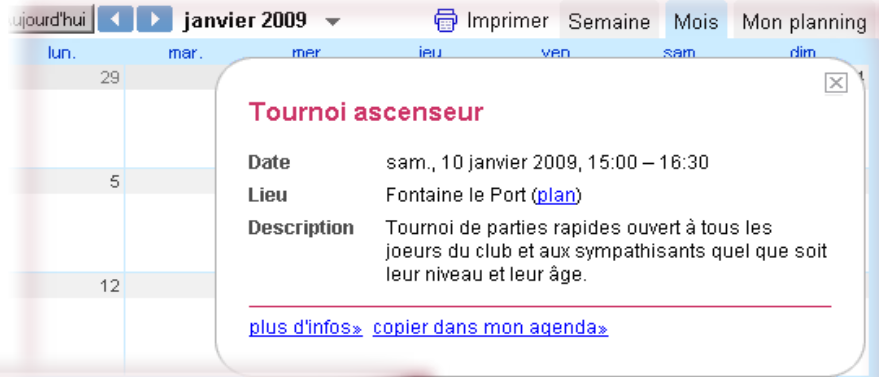 Aujourd'hui janvier 2009 Imprimer Semaine Mois Mon planning
lun. mar. mer. jeu. ven. sam. dim.
29
Tournoi ascenseur
Date sam., 10 janvier 2009, 15:00 – 16:30
5
Lieu Fontaine le Port (plan)
Description Tournoi de parties rapides ouvert à tous les
joeurs du club et aux sympathisants quel que soit
leur niveau et leur âge.
12
plus d'infos» copier dans mon agenda»